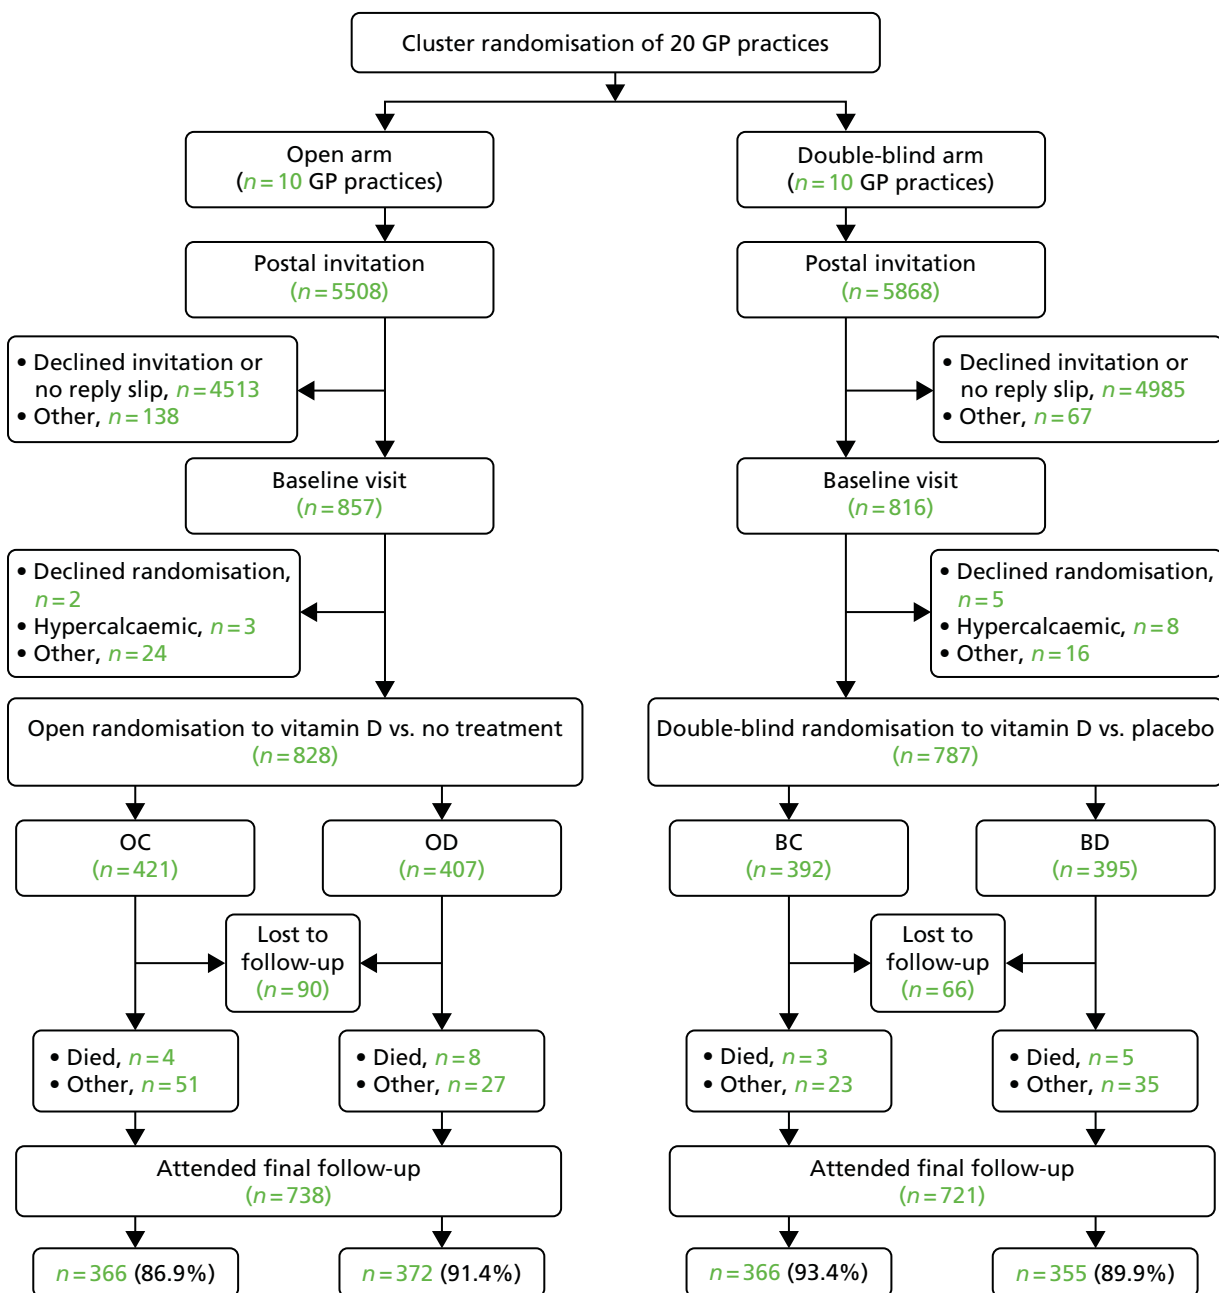 Cluster randomisation of 20 GP practices
Open arm
(n=10 GP practices)
Double-blind arm
(n=10 GP practices)
Postal invitation
(n=5508)
Postal invitation
(n=5868)
• Declined invitation or
no reply slip, n=4513
• Other, n=138
• Declined invitation or
no reply slip, n=4985
• Other, n=67
Baseline visit
(n=857)
Baseline visit
(n=816)
• Declined randomisation,
n=2
• Hypercalcaemic, n=3
• Other, n=24
• Declined randomisation,
n=5
• Hypercalcaemic, n=8
• Other, n=16
Open randomisation to vitamin D vs. no treatment
(n=828)
Double-blind randomisation to vitamin D vs. placebo
(n=787)
OC
(n=421)
OD
(n=407)
BC
(n=392)
BD
(n=395)
Lost to
follow-up
(n=90)
Lost to
follow-up
(n=66)
• Died, n=4
• Other, n=51
• Died, n=8
• Other, n=27
• Died, n=3
• Other, n=23
• Died, n=5
• Other, n=35
Attended final follow-up
(n=738)
Attended final follow-up
(n=721)
n=366 (86.9%)
n=372 (91.4%)
n=366 (93.4%)
n=355 (89.9%)